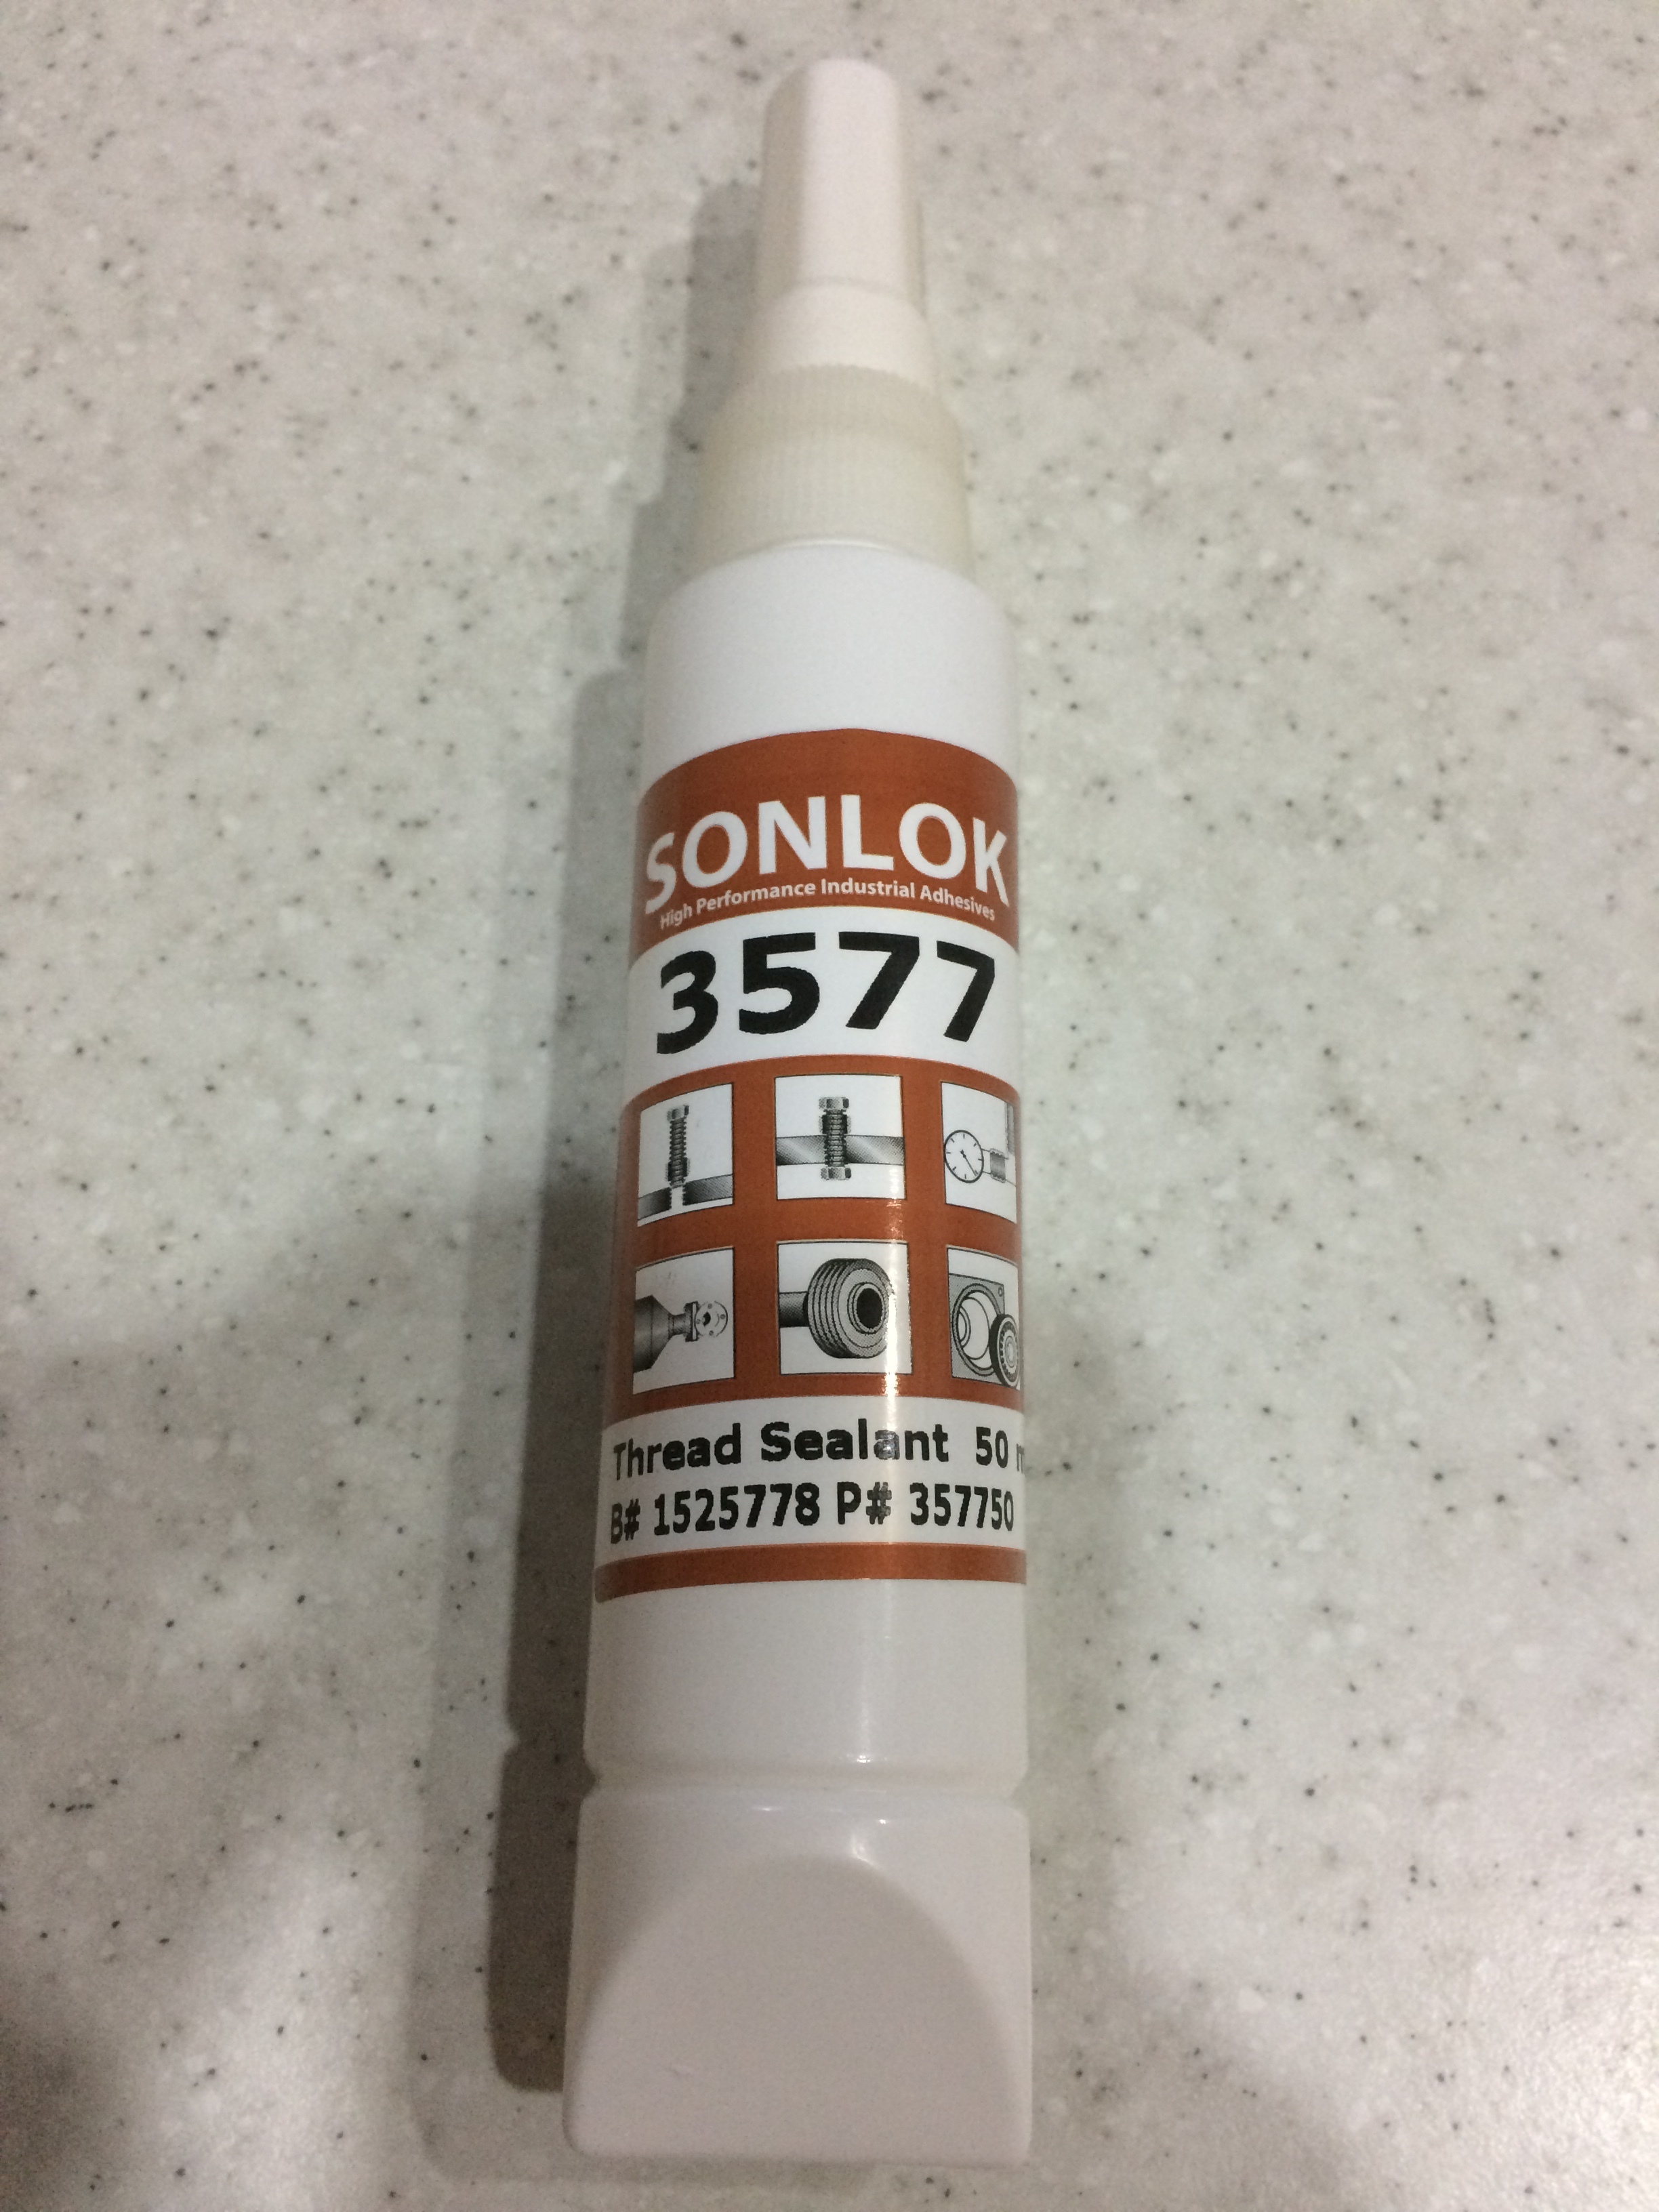 SONLOK
High Performance Industrial Adhesives
3577
Thread Sealant 50
B# 1525778 P# 357750